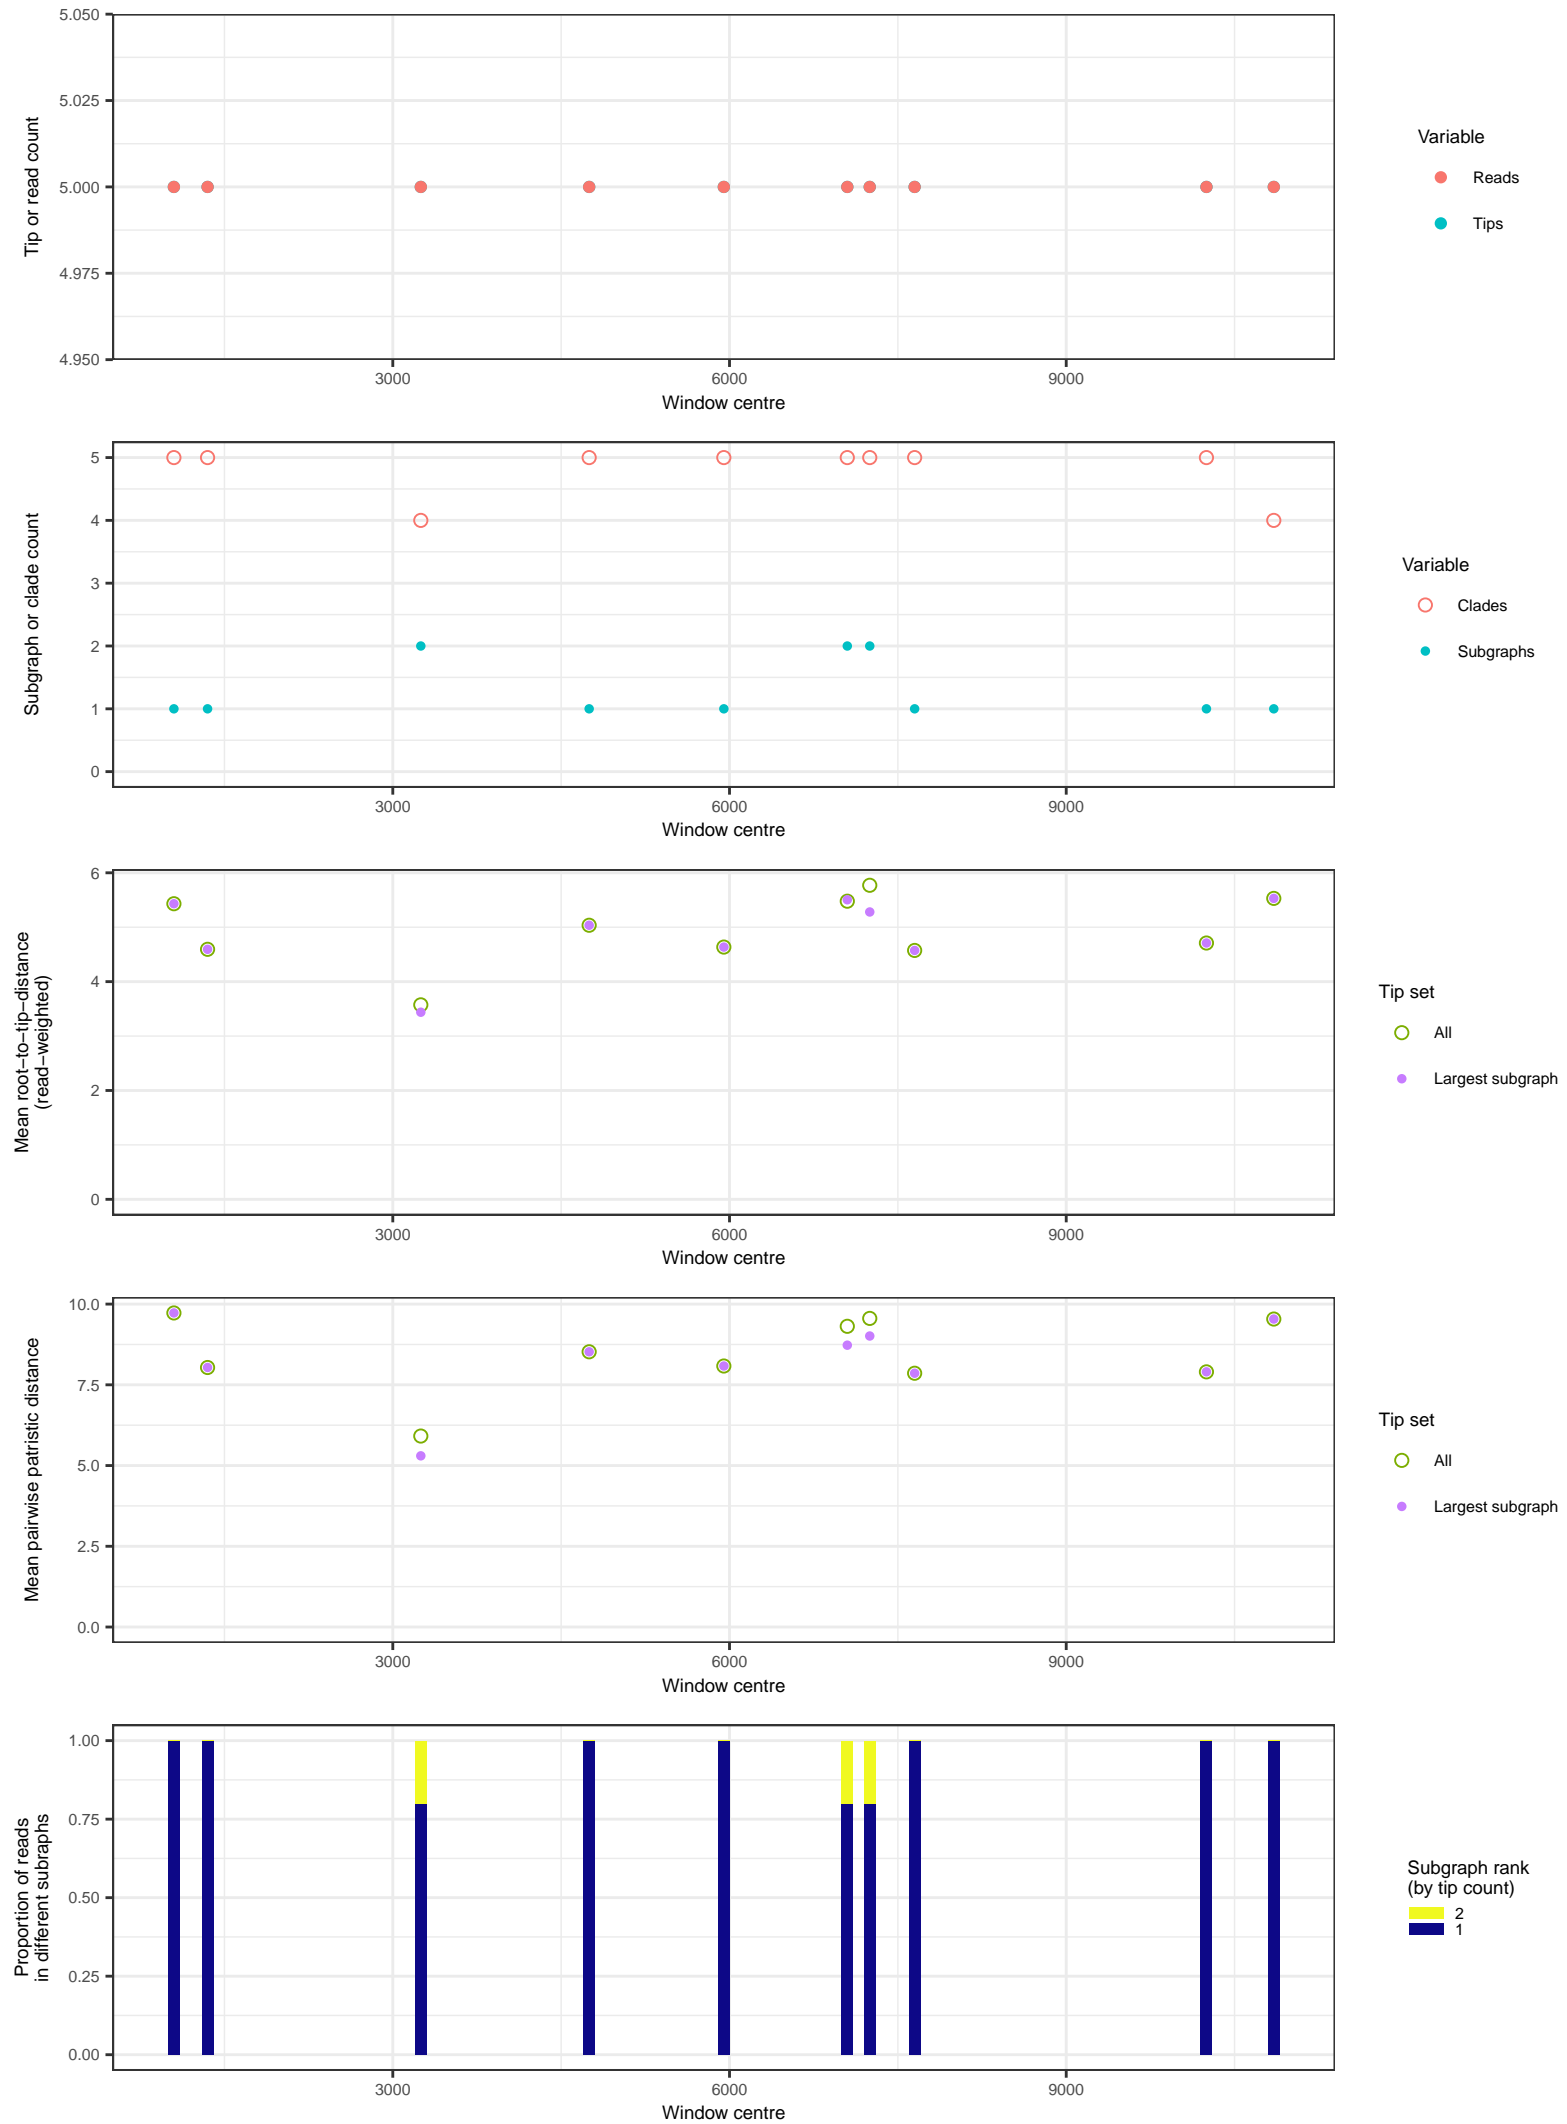 5.050
5.025
5.000
4.975
4.950
Tip or read count
3000 6000 9000
Window centre
Variable
Reads
Tips
5
4
3
2
1
0
Subgraph or clade count
3000 6000 9000
Window centre
Variable
Clades
Subgraphs
6
4
2
0
Mean root−to−tip−distance
(read−weighted)
3000 6000 9000
Window centre
Tip set
All
Largest subgraph
10.0
7.5
5.0
2.5
0.0
Mean pairwise patristic distance
3000 6000 9000
Window centre
Tip set
All
Largest subgraph
1.00
0.75
0.50
0.25
0.00
Proportion of reads
in different subraphs
3000 6000 9000
Window centre
Subgraph rank
(by tip count)
2
1